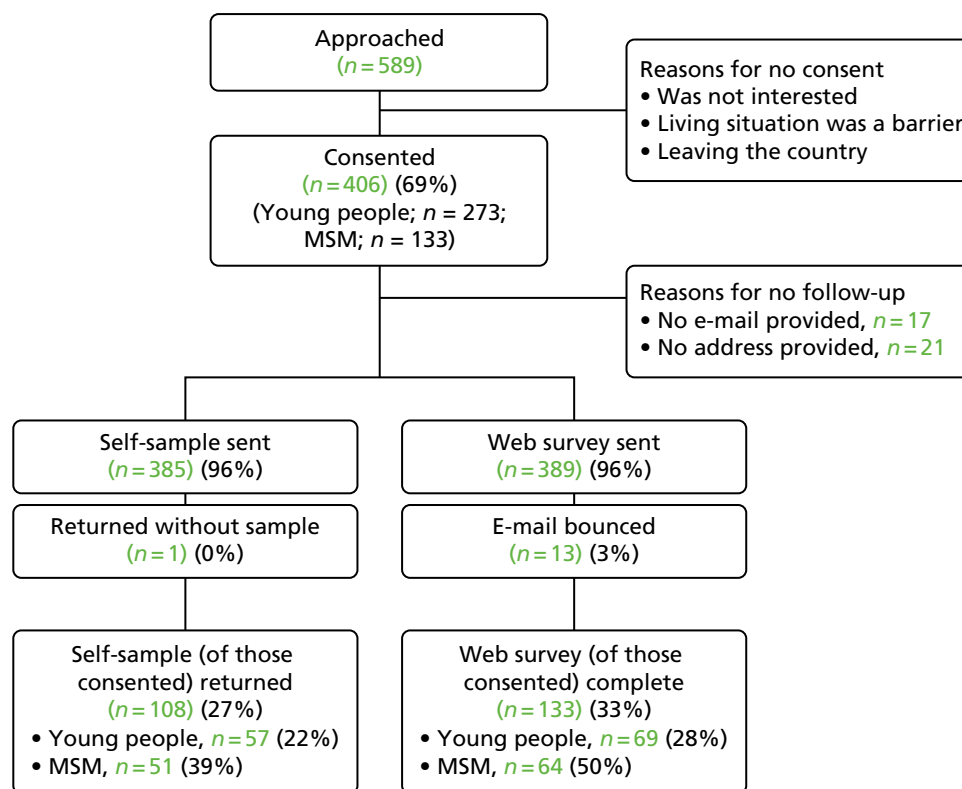 Approached
(n = 589)
Reasons for no consent
• Was not interested
• Living situation was a barrier
• Leaving the country
Consented
(n = 406) (69%)
(Young people; n = 273;
MSM; n = 133)
Reasons for no follow-up
• No e-mail provided, n = 17
• No address provided, n = 21
Self-sample sent
(n = 385) (96%)
Web survey sent
(n = 389) (96%)
Returned without sample
(n = 1) (0%)
E-mail bounced
(n = 13) (3%)
Self-sample (of those
consented) returned
(n = 108) (27%)
• Young people, n = 57 (22%)
• MSM, n = 51 (39%)
Web survey (of those
consented) complete
(n = 133) (33%)
• Young people, n = 69 (28%)
• MSM, n = 64 (50%)